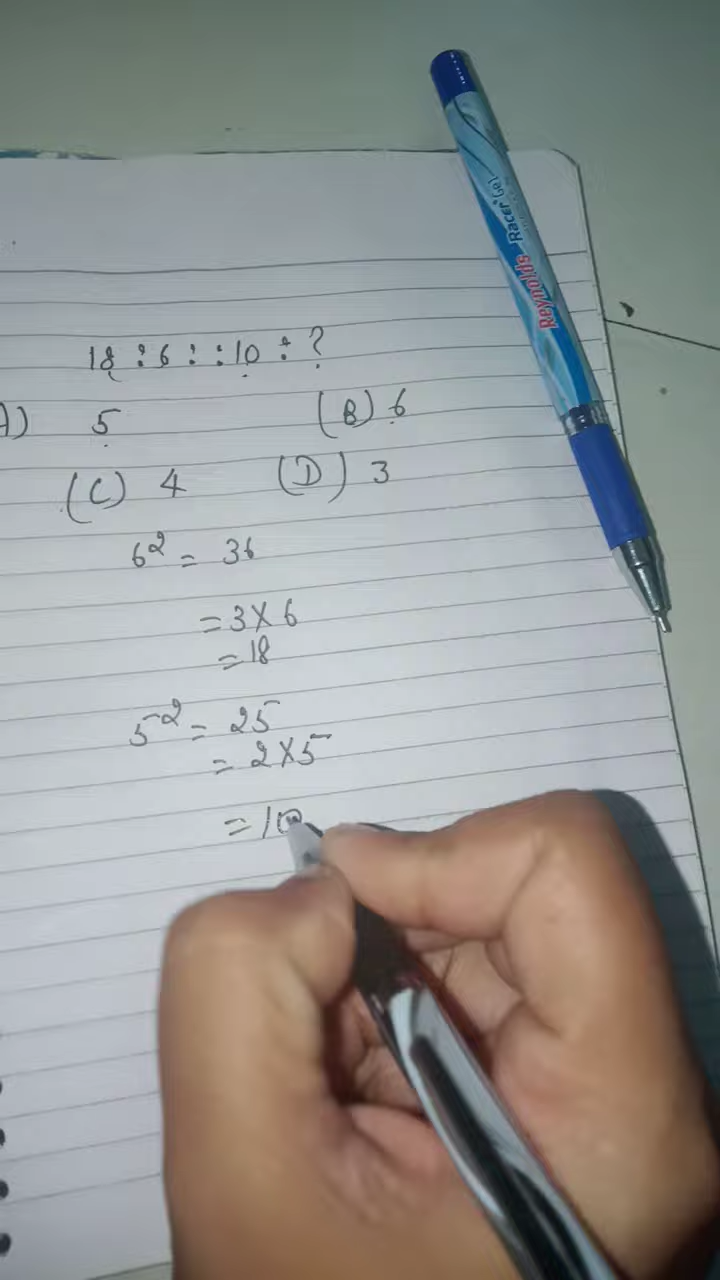 18 : 6 : : 10 : ?
A) 5 (B) 6
(C) 4 (D) 3
6² = 36
= 3 X 6
= 18
5² = 25
= 2 X 5
= 10
Reynolds Racer Gel